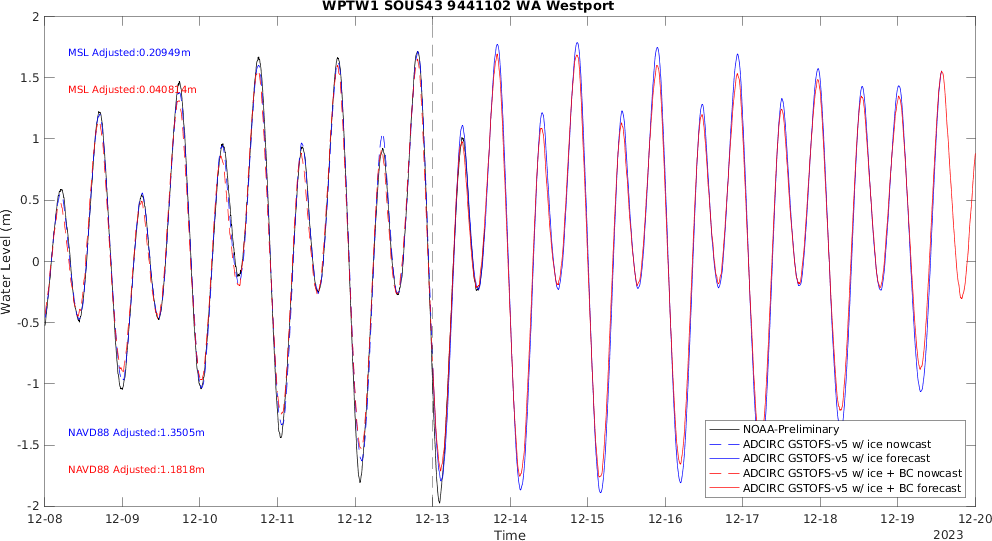 WPTW1 SOUS43 9441102 WA Westport
2
1.5
1
0.5
0
-0.5
-1
-1.5
-2
Water Level (m)
MSL Adjusted:0.20949m
MSL Adjusted:0.040814m
NAVD88 Adjusted:1.3505m
NAVD88 Adjusted:1.1818m
NOAA-Preliminary
ADCIRC GSTOFS-v5 w/ ice nowcast
ADCIRC GSTOFS-v5 w/ ice forecast
ADCIRC GSTOFS-v5 w/ ice + BC nowcast
ADCIRC GSTOFS-v5 w/ ice + BC forecast
12-08 12-09 12-10 12-11 12-12 12-13 12-14 12-15 12-16 12-17 12-18 12-19 12-20
Time
2023